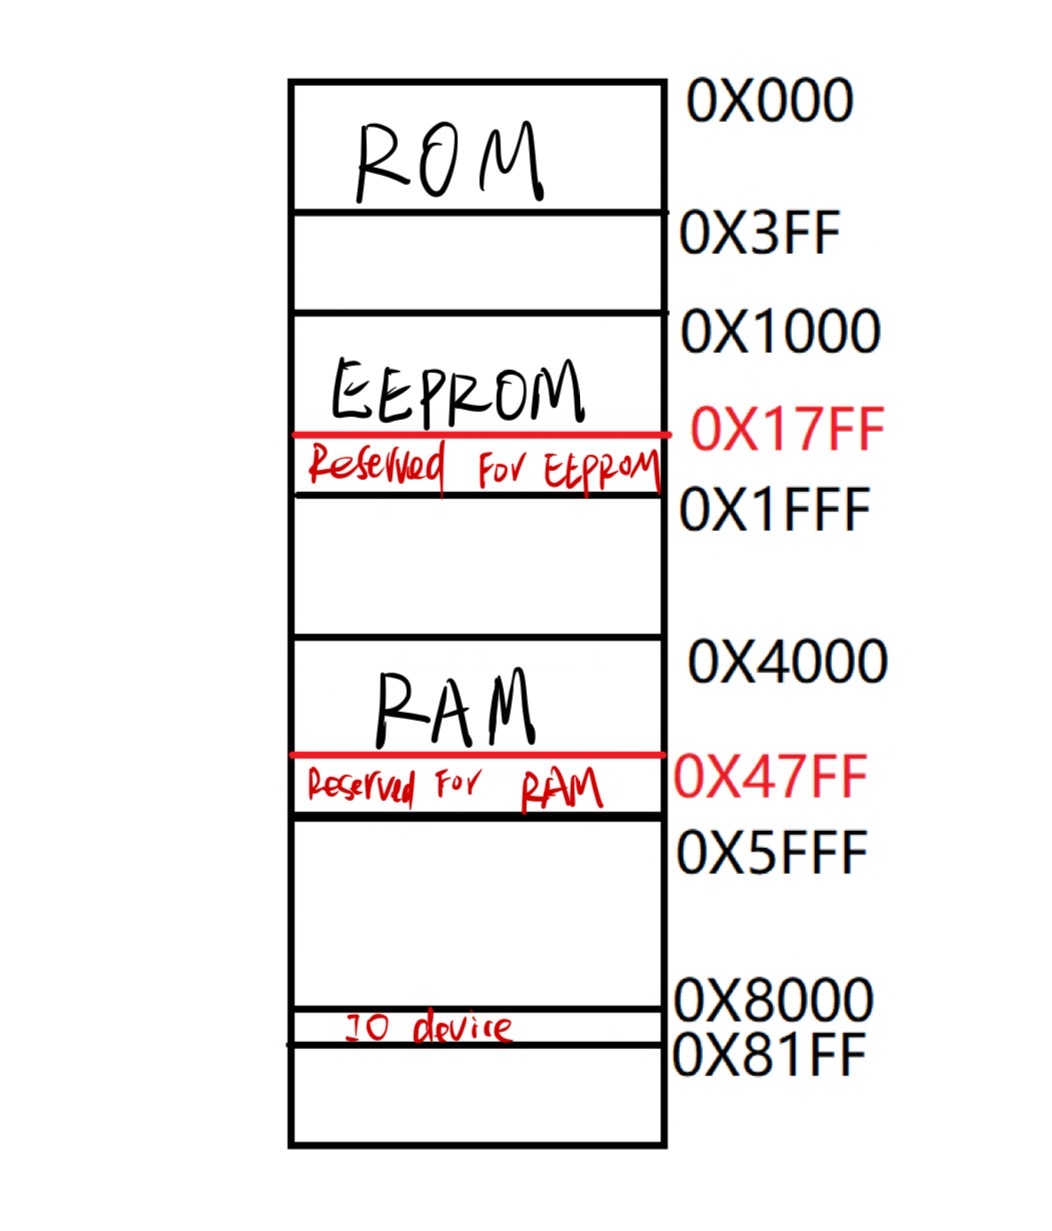 0X000
ROM
0X3FF
0X1000
EEPROM
0X17FF
Reserved For EEPROM
0X1FFF
0X4000
RAM
0X47FF
Reserved For RAM
0X5FFF
0X8000
IO device
0X81FF